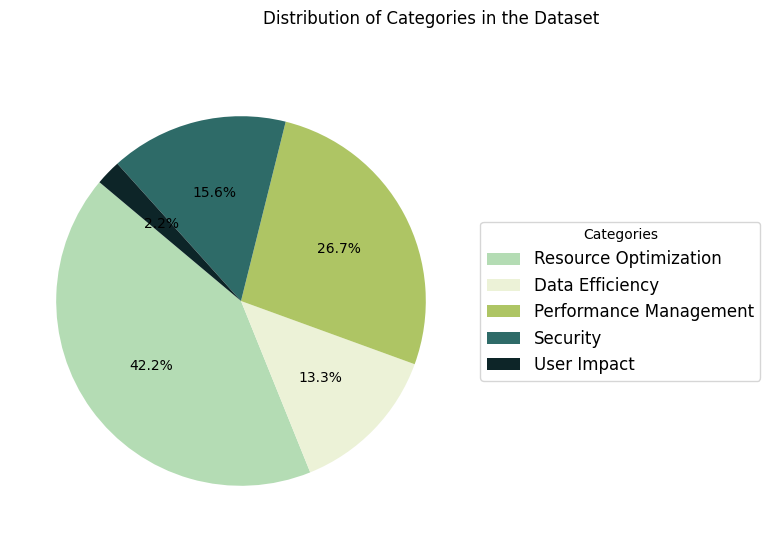 Distribution of Categories in the Dataset
15.6%
2.2%
26.7%
42.2%
13.3%
Categories
Resource Optimization
Data Efficiency
Performance Management
Security
User Impact